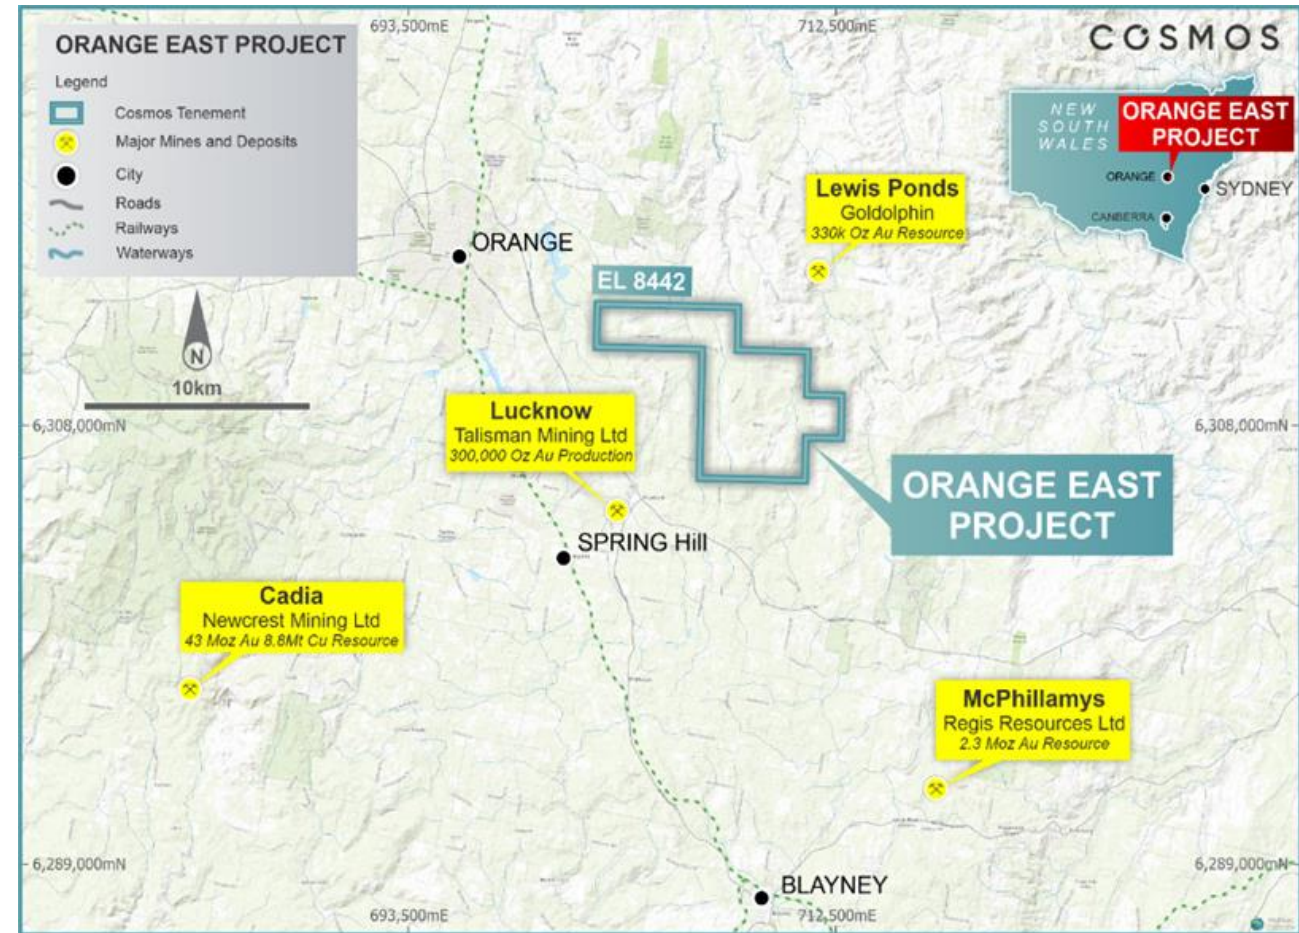 ORANGE EAST PROJECT
Legend
Cosmos Tenement
Major Mines and Deposits
City
Roads
Railways
Waterways
N
10km
693,500mE
712,500mE
COSMOS
NEW
SOUTH
WALES
ORANGE EAST
PROJECT
ORANGE
SYDNEY
CANBERRA
Lewis Ponds
Goldolphin
330k Oz Au Resource
ORANGE
EL 8442
Lucknow
Talisman Mining Ltd
300,000 Oz Au Production
6,308,000mN
6,308,000mN
ORANGE EAST
PROJECT
SPRING Hill
Cadia
Newcrest Mining Ltd
43 Moz Au 8.8Mt Cu Resource
McPhillamys
Regis Resources Ltd
2.3 Moz Au Resource
6,289,000mN
6,289,000mN
BLAYNEY
693,500mE
712,500mE